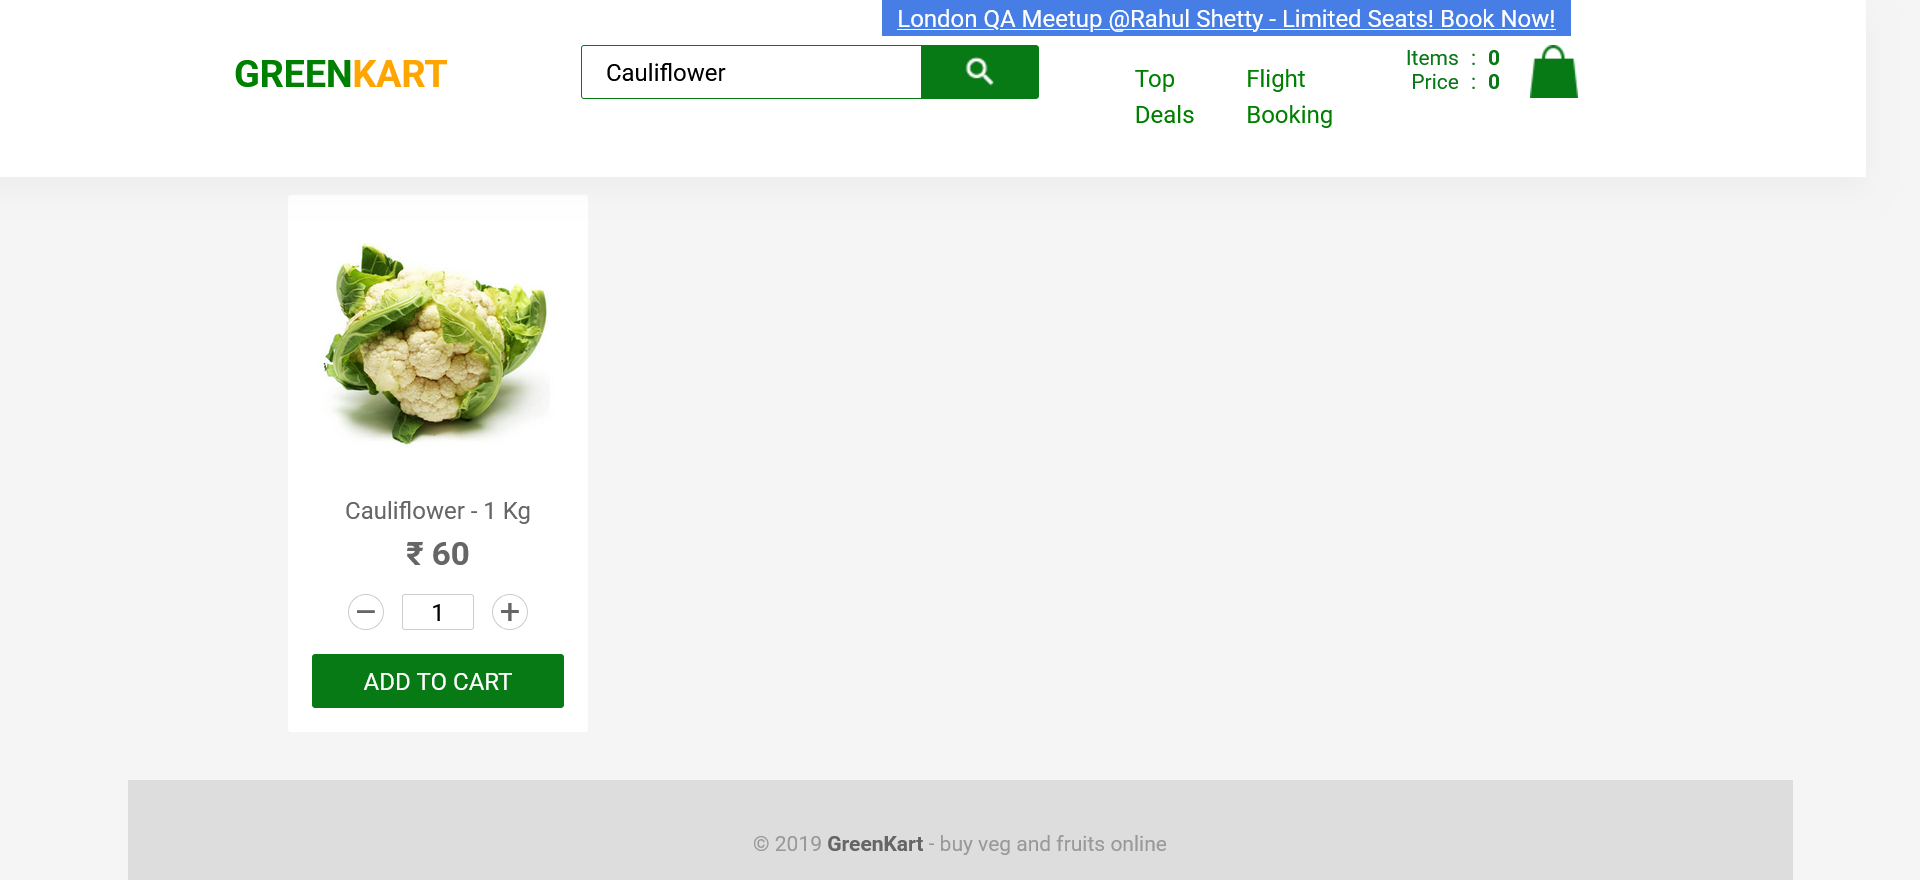 London QA Meetup @Rahul Shetty - Limited Seats! Book Now!
GREENKART
Cauliflower
Top Deals
Flight Booking
Items : 0
Price : 0
Cauliflower - 1 Kg
₹ 60
− 1 +
ADD TO CART
© 2019 GreenKart - buy veg and fruits online